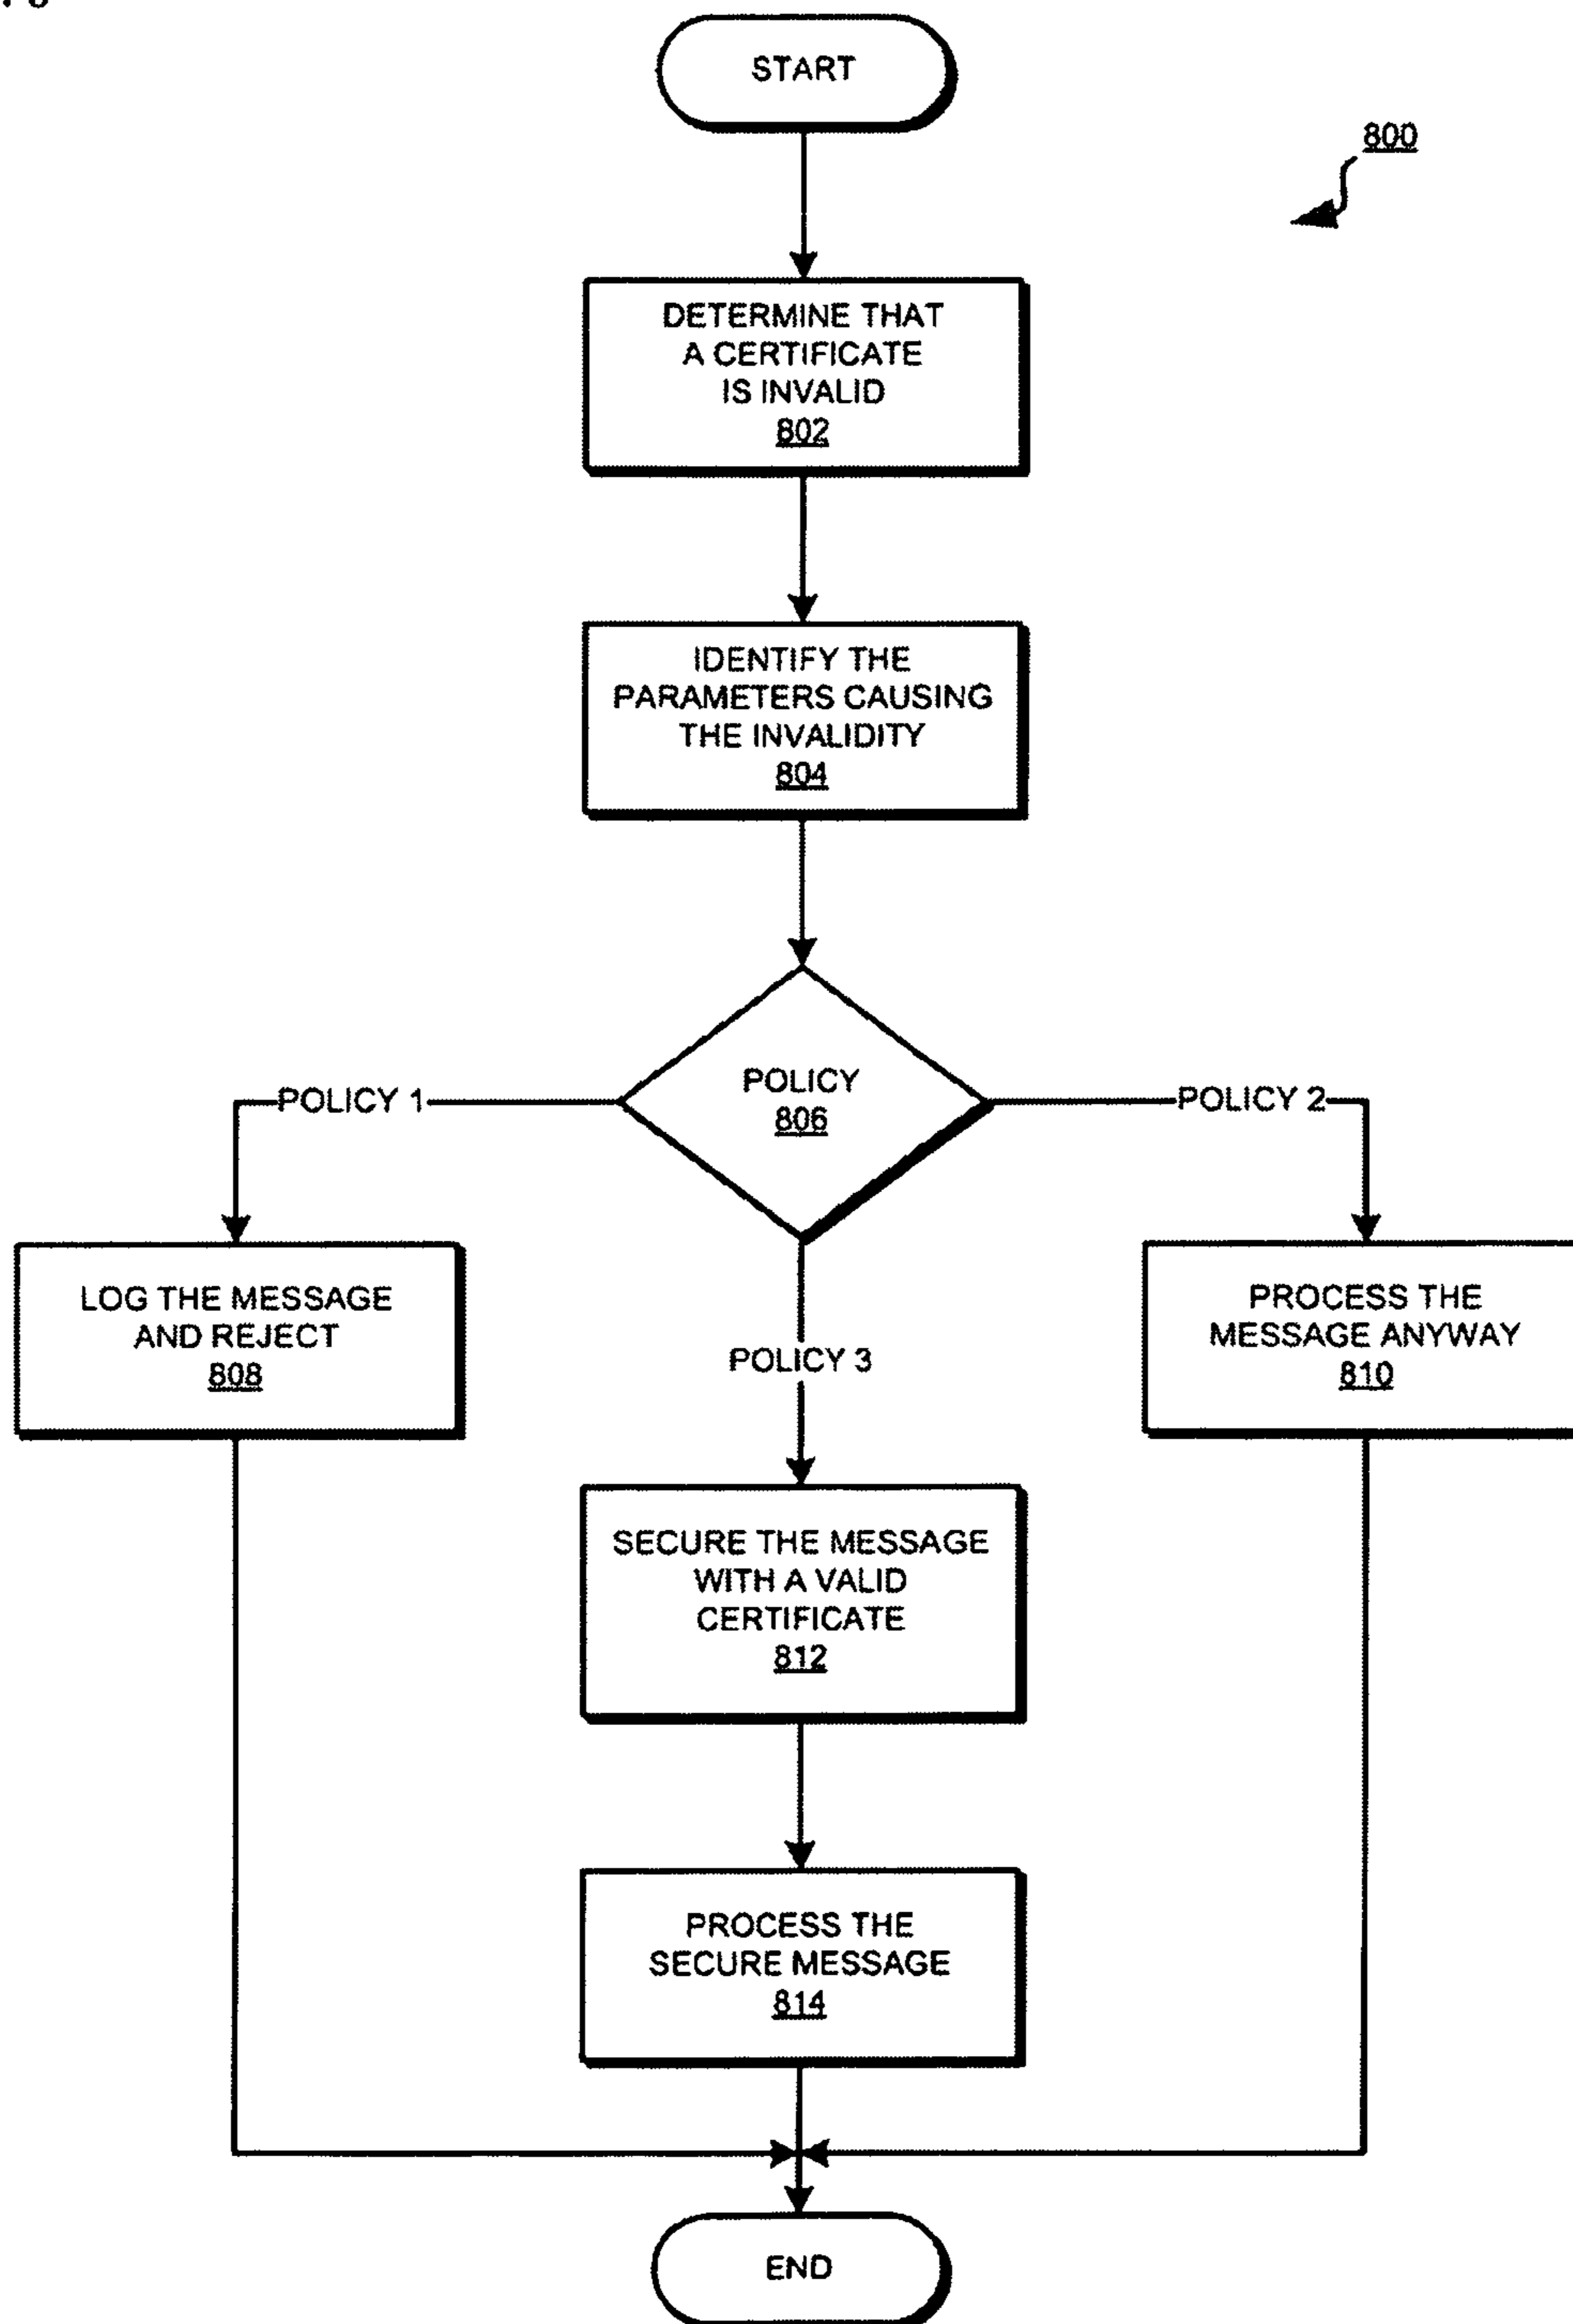 START
800
DETERMINE THAT
A CERTIFICATE
IS INVALID
802
IDENTIFY THE
PARAMETERS CAUSING
THE INVALIDITY
804
POLICY
806
POLICY 1
POLICY 2
LOG THE MESSAGE
AND REJECT
808
PROCESS THE
MESSAGE ANYWAY
810
POLICY 3
SECURE THE MESSAGE
WITH A VALID
CERTIFICATE
812
PROCESS THE
SECURE MESSAGE
814
END